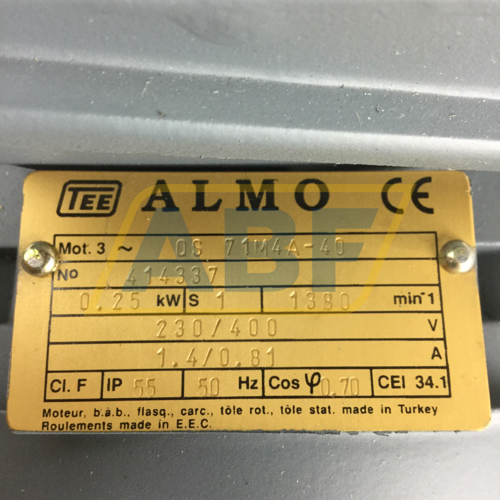 TEE ALMO CE
Mot. 3 ~ OS 71M4A-40
No 414337
0.25 kW S 1 1380 min-1
230/400 V
1.4/0.81 A
Cl. F IP 55 50 Hz Cos φ 0.70 CEI 34.1
Moteur, b.à.b., flasq., carc., tôle rot., tôle stat. made in Turkey
Roulements made in E.E.C.
ABF